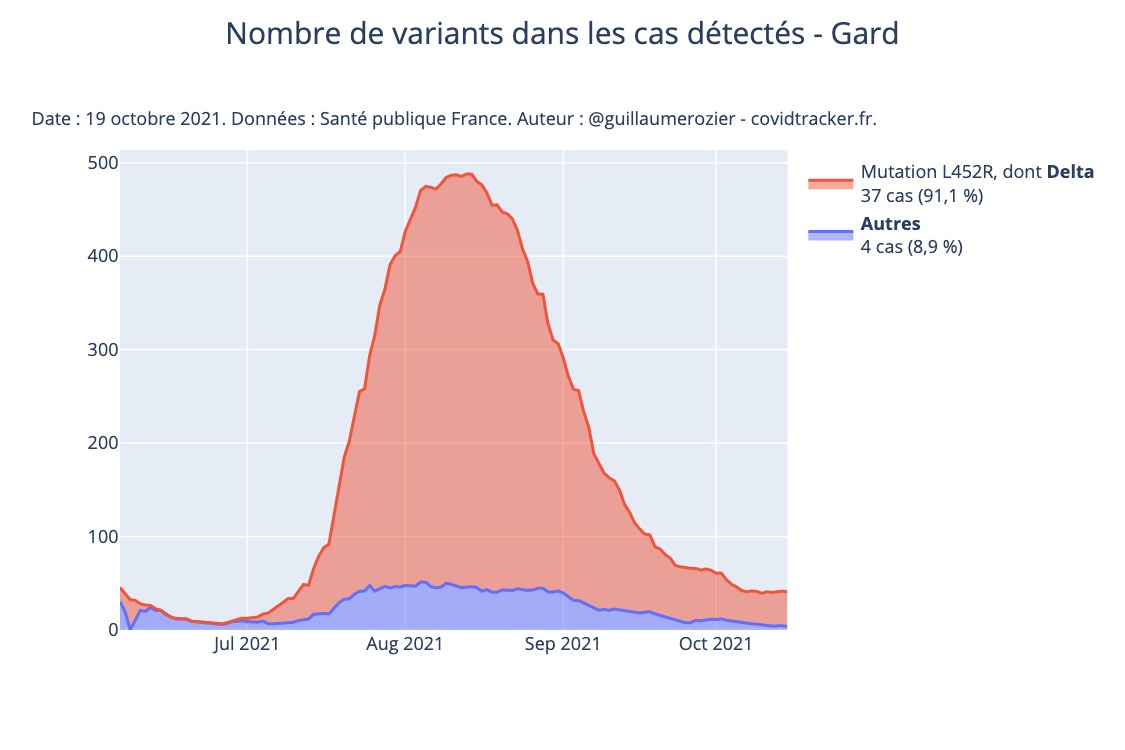 Nombre de variants dans les cas détectés - Gard
Date : 19 octobre 2021. Données : Santé publique France. Auteur : @guillaumerozier - covidtracker.fr.
500
400
300
200
100
0
Jul 2021
Aug 2021
Sep 2021
Oct 2021
Mutation L452R, dont Delta
37 cas (91,1 %)
Autres
4 cas (8,9 %)